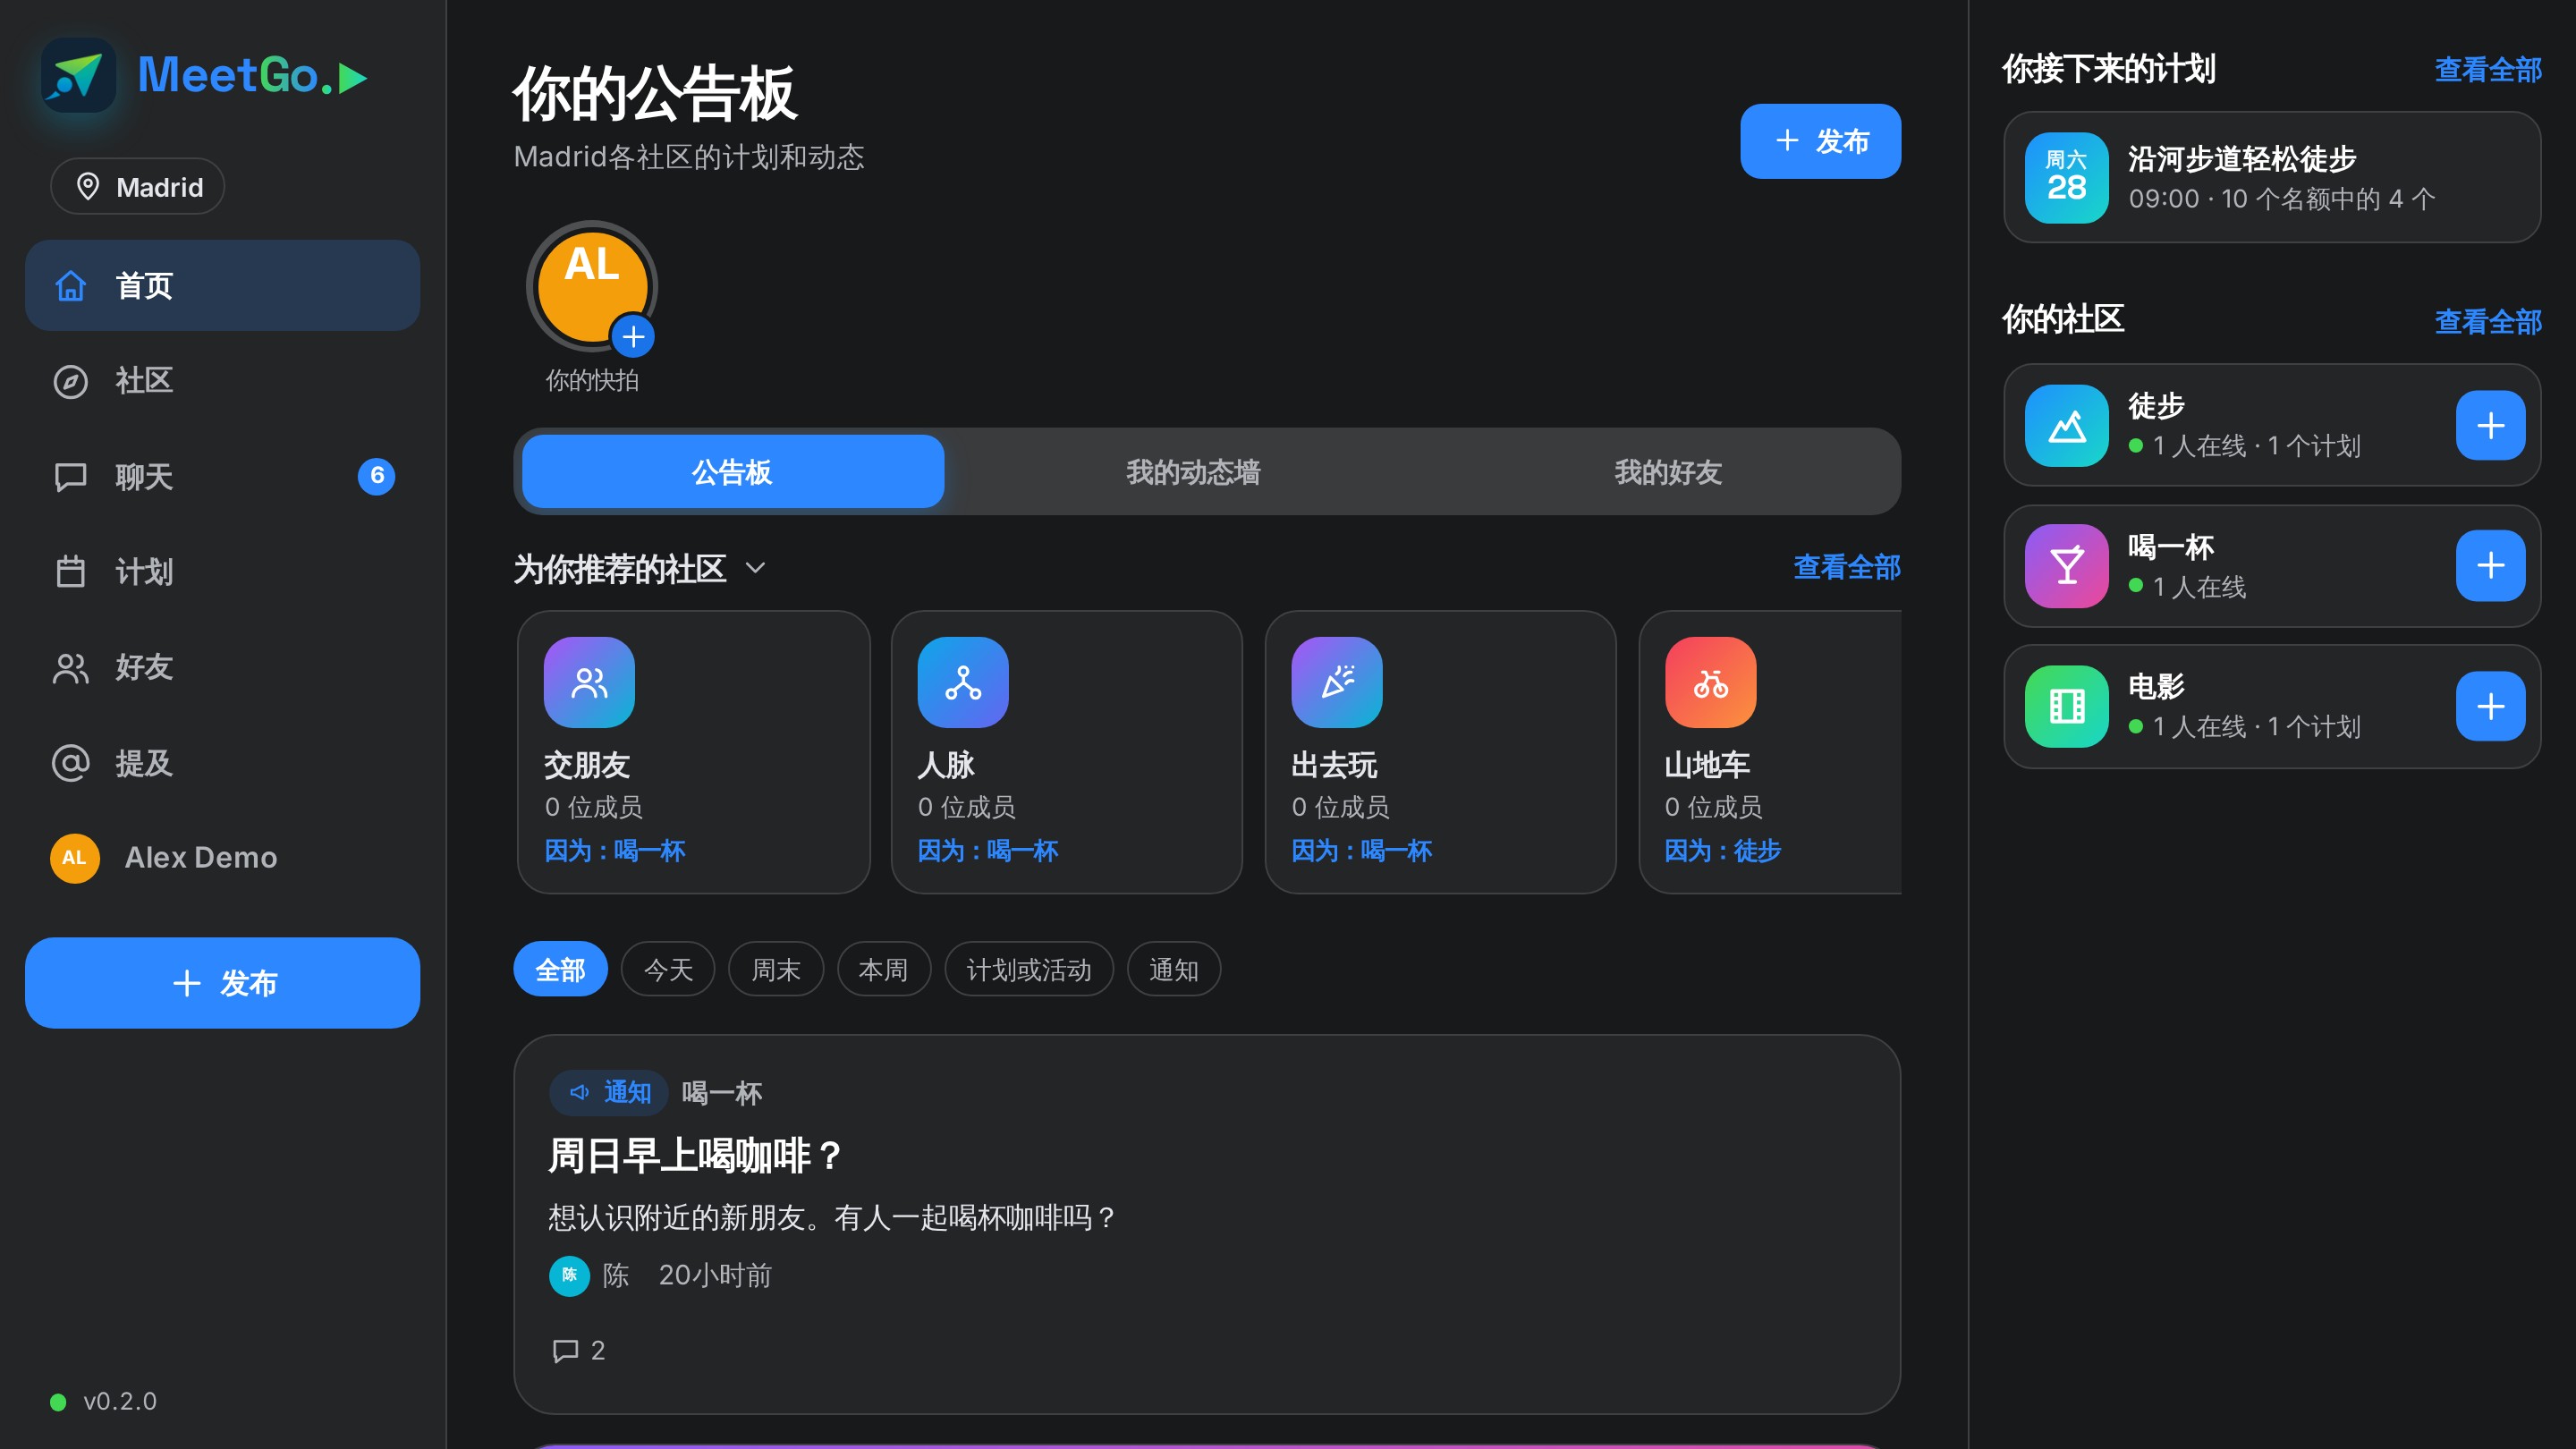 MeetGo.
Madrid
首页
社区
聊天
6
计划
好友
提及
AL
Alex Demo
发布
v0.2.0
你的公告板
Madrid各社区的计划和动态
发布
AL
你的快拍
公告板
我的动态墙
我的好友
为你推荐的社区
查看全部
交朋友
0 位成员
因为：喝一杯
人脉
0 位成员
因为：喝一杯
出去玩
0 位成员
因为：喝一杯
山地车
0 位成员
因为：徒步
全部
今天
周末
本周
计划或活动
通知
通知
喝一杯
周日早上喝咖啡？
想认识附近的新朋友。有人一起喝杯咖啡吗？
陈
陈
20小时前
2
你接下来的计划
查看全部
周六
28
沿河步道轻松徒步
09:00 · 10 个名额中的 4 个
你的社区
查看全部
徒步
1 人在线 · 1 个计划
喝一杯
1 人在线
电影
1 人在线 · 1 个计划